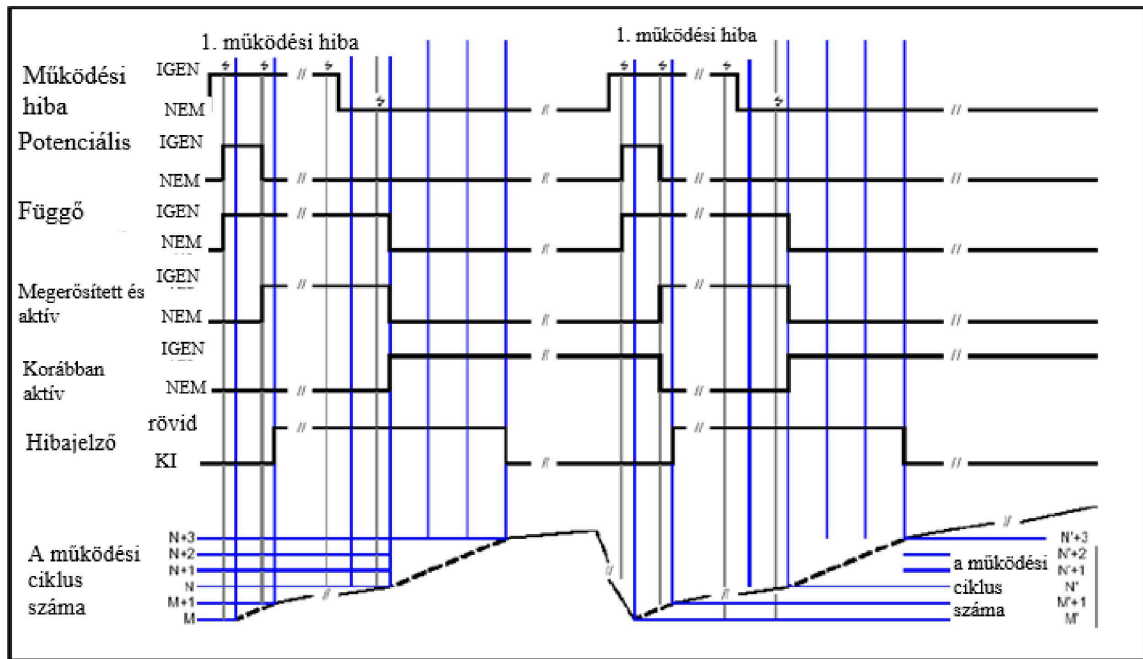 1. működési hiba
1. működési hiba
Működési
hiba
IGEN
NEM
Potenciális
IGEN
NEM
Függő
IGEN
NEM
Megerősített és
aktív
IGEN
NEM
Korábban
aktív
IGEN
NEM
Hibajelző
rövid
KI
A működési
ciklus
száma
N+3
N+2
N+1
N
M+1
M
a működési
ciklus
száma
N'+3
N'+2
N'+1
N'
M'+1
M'